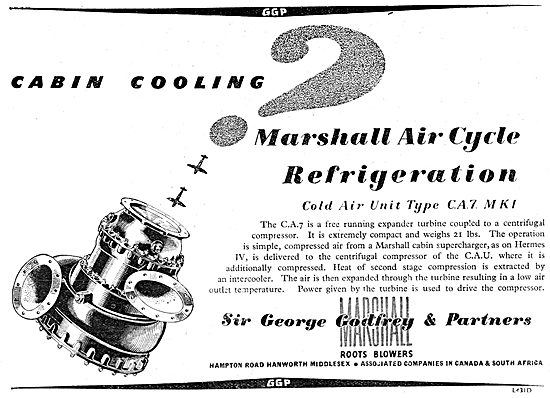 GGP
CABIN COOLING
?
Marshall Air Cycle
Refrigeration
Cold Air Unit Type C.A.7. MK I
The C.A.7 is a free running expander turbine coupled to a centrifugal
compressor. It is extremely compact and weighs 21 lbs. The operation
is simple, compressed air from a Marshall cabin supercharger, as on Hermes
IV, is delivered to the centrifugal compressor of the C.A.U. where it is
additionally compressed. Heat of second stage compression is extracted by
an intercooler. The air is then expanded through the turbine resulting in a low air
outlet temperature. Power given by the turbine is used to drive the compressor.
MARSHALL
Sir George Godfrey & Partners
ROOTS BLOWERS
HAMPTON ROAD HANWORTH MIDDLESEX • ASSOCIATED COMPANIES IN CANADA & SOUTH AFRICA
GGP